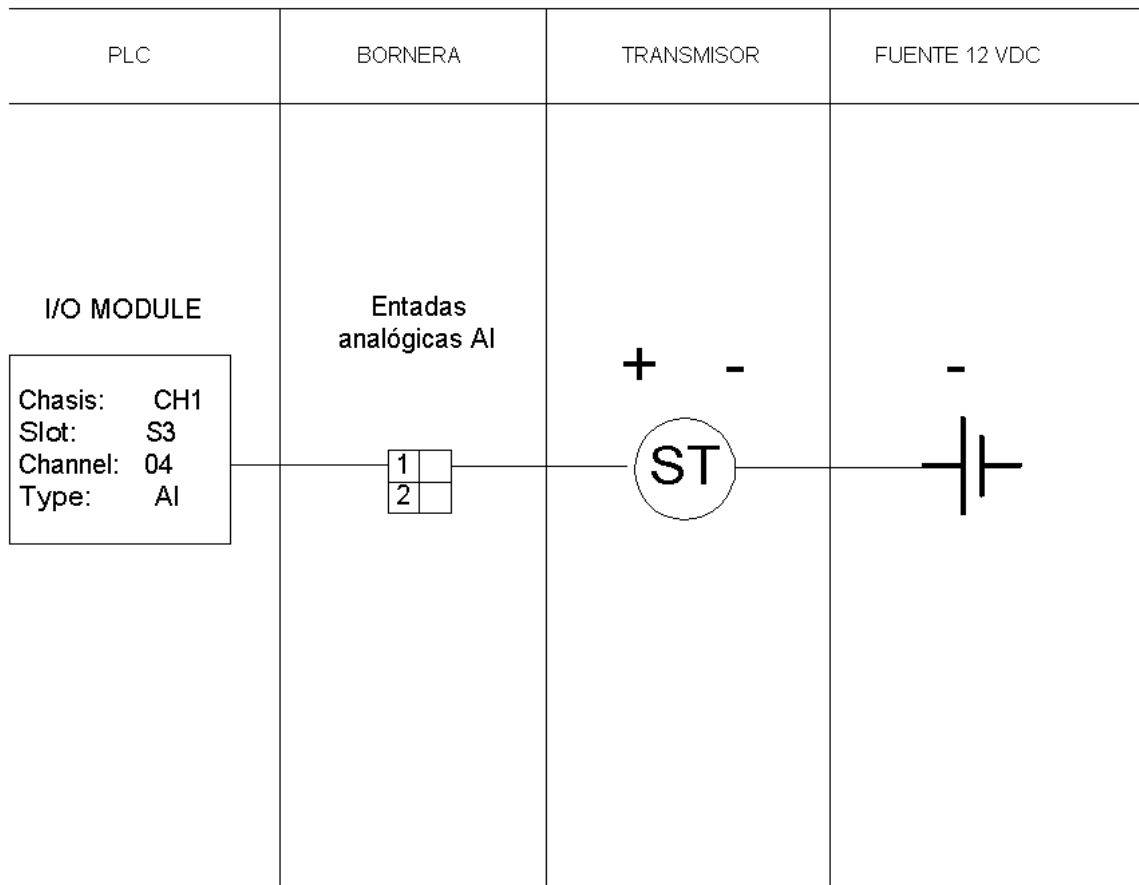 PLC
BORNERA
TRANSMISOR
FUENTE 12 VDC
I/O MODULE
Entadas
analógicas AI
+ -
-
Chasis: CH1
Slot: S3
Channel: 04
Type: AI
1
2
ST